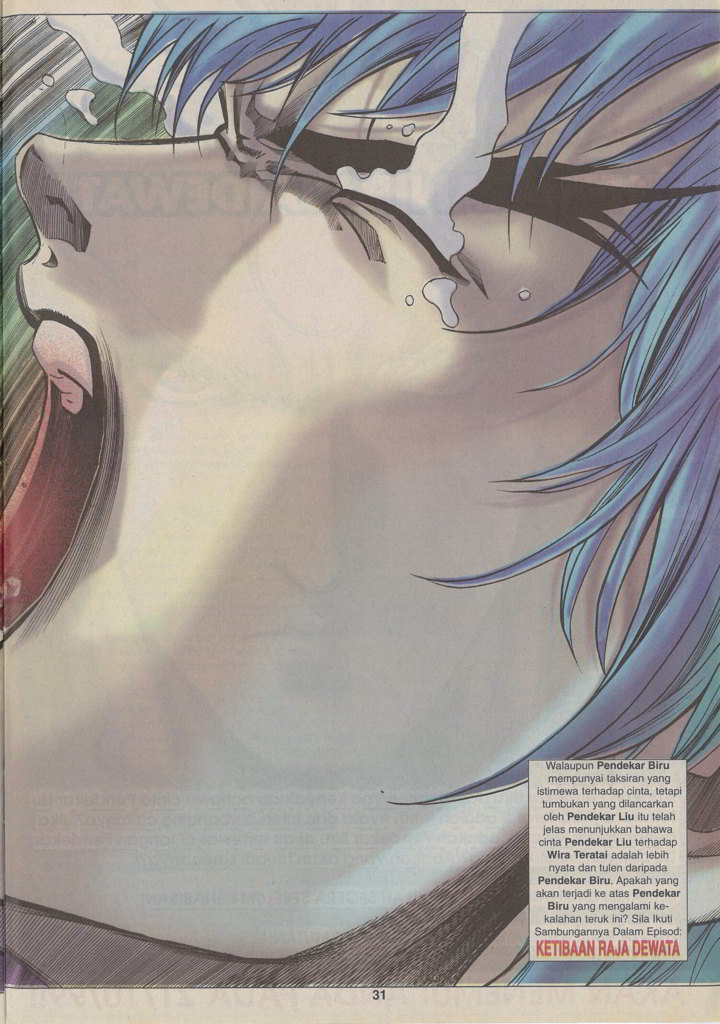 Walaupun Pendekar Biru
mempunyai taksiran yang
istimewa terhadap cinta, tetapi
tumbukan yang dilancarkan
oleh Pendekar Liu itu telah
jelas menunjukkan bahawa
cinta Pendekar Liu terhadap
Wira Teratai adalah lebih
nyata dan tulen daripada
Pendekar Biru. Apakah yang
akan terjadi ke atas Pendekar
Biru yang mengalami ke-
kalahan teruk ini? Sila Ikuti
Sambungannya Dalam Episod:
KETIBAAN RAJA DEWATA
31